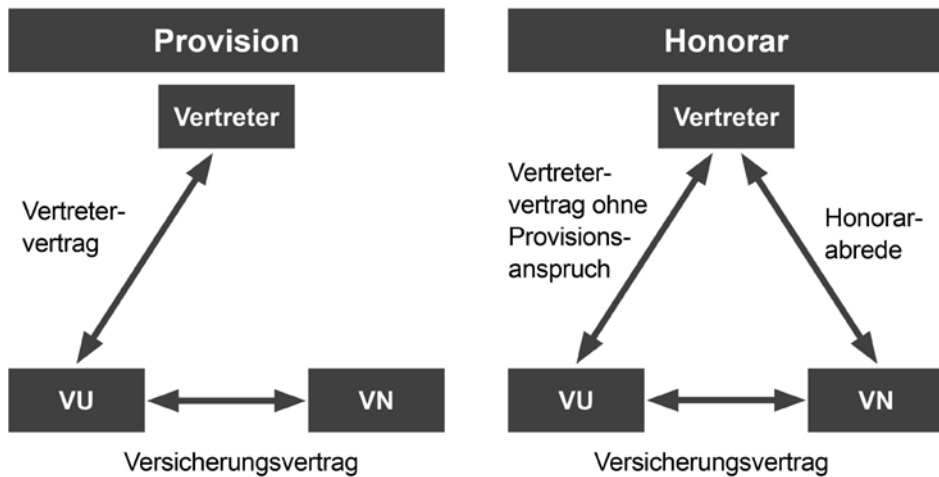 Provision
Vertreter
Vertreter-
vertrag
VU
VN
Versicherungsvertrag
Honorar
Vertreter
Vertreter-
vertrag ohne
Provisions-
anspruch
Honorar-
abrede
VU
VN
Versicherungsvertrag